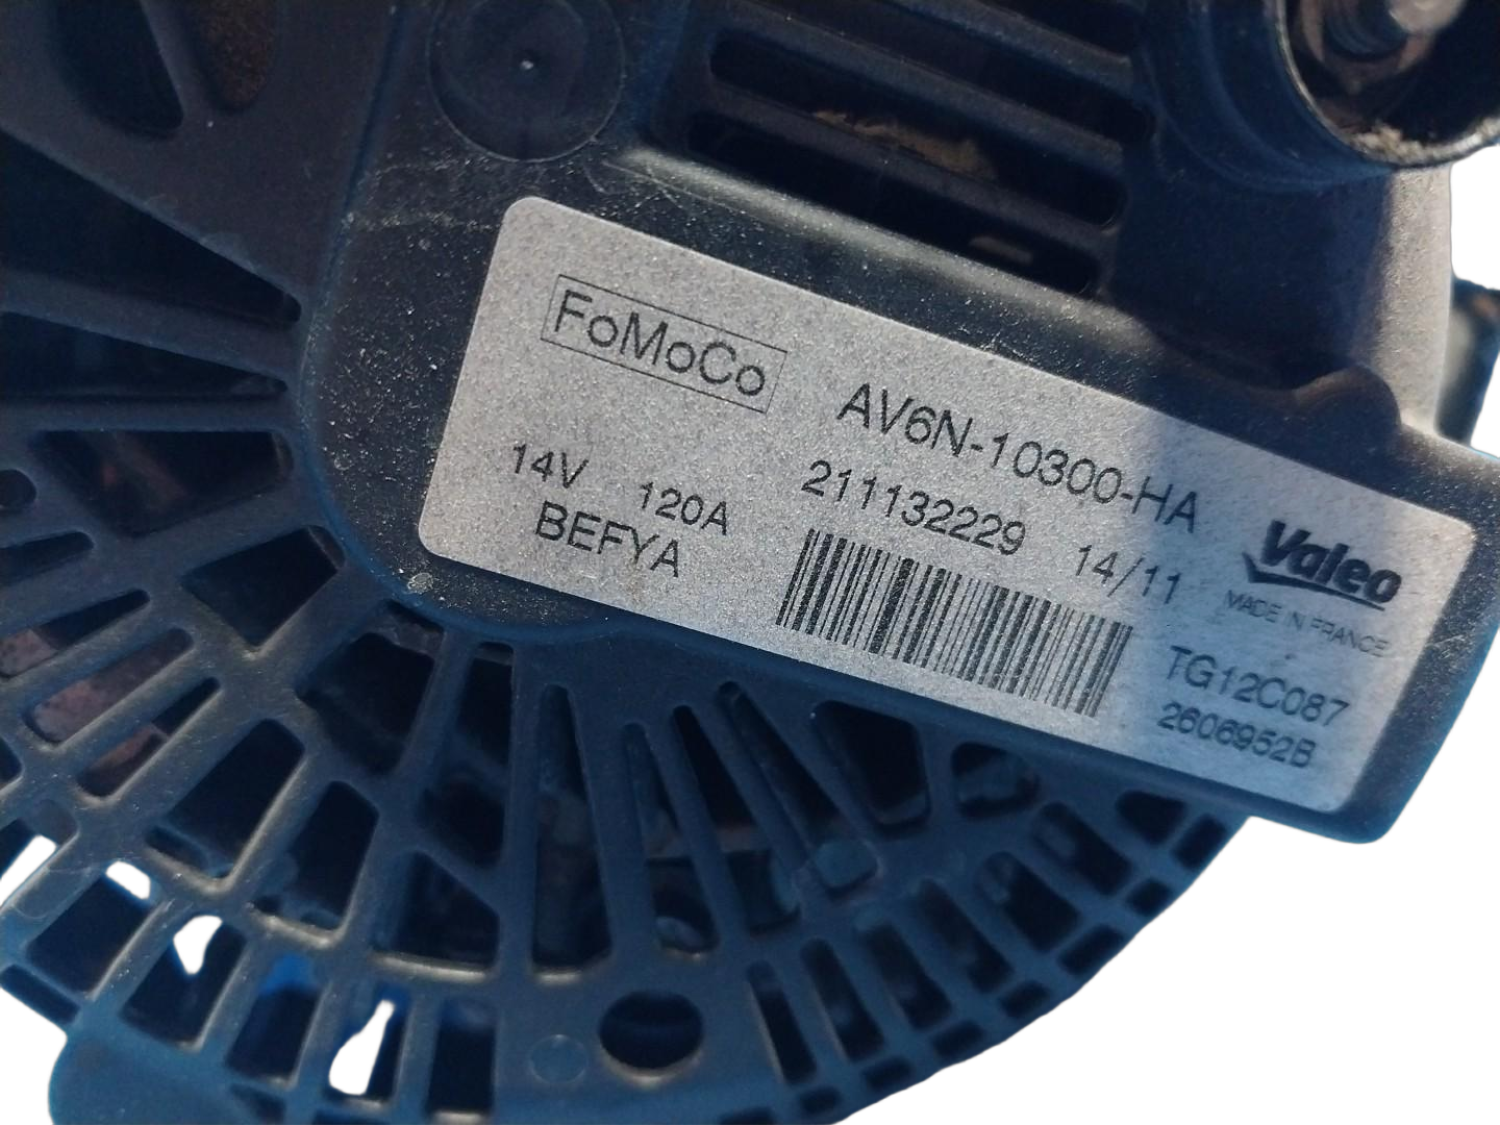 FoMoCo
AV6N-10300-HA
14V 120A
211132229
14/11
BEFYA
Valeo
MADE IN FRANCE
TG12C087
2606952B